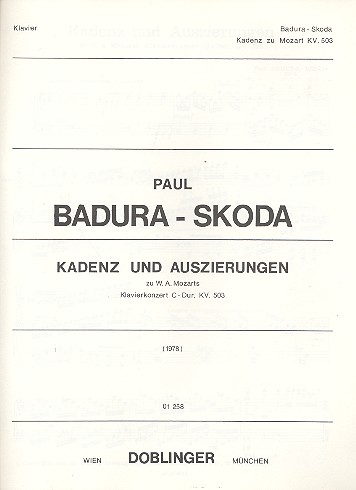 Klavier
Badura - Skoda
Kadenz zu Mozart KV. 503
PAUL
BADURA - SKODA
KADENZ UND AUSZIERUNGEN
zu W. A. Mozarts
Klavierkonzert C - Dur, KV. 503
(1978)
01 258
WIEN DOBLINGER MÜNCHEN